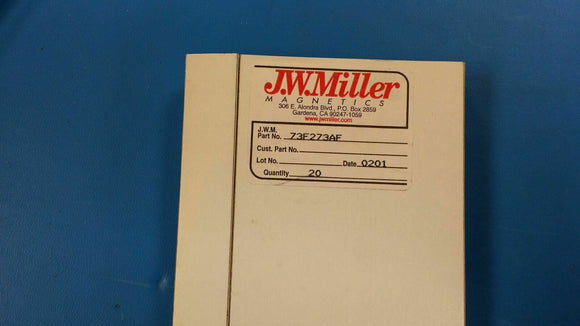 J.W.Miller
MAGNETICS
306 E. Alondra Blvd., P.O. Box 2859
Gardena, CA 90247-1059
www.jwmiller.com
J.W.M.
Part No. 73F273AF
Cust. Part No.
Lot No. Date 0201
Quantity 20